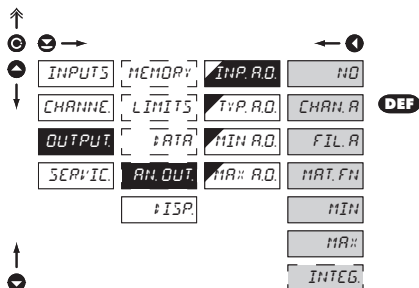 INPUTS MEMORY INP. A.O. NO
CHANNE. LIMITS TYP. A.O. CHAN. A DEF
OUTPUT. DATA MIN A.O. FIL. A
SERVIC. AN. OUT. MAX A.O. MAT. FN
DISP. MIN
MAX
INTEG.